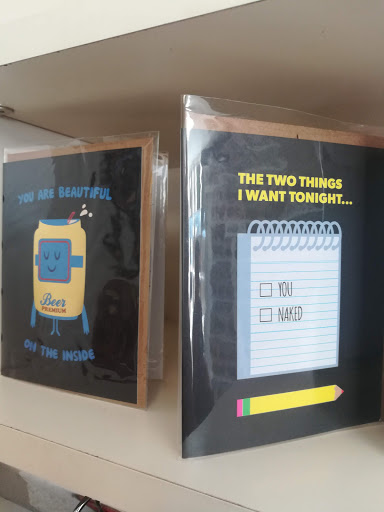 YOU ARE BEAUTIFUL
Beer
PREMIUM
ON THE INSIDE
THE TWO THINGS
I WANT TONIGHT...
YOU
NAKED